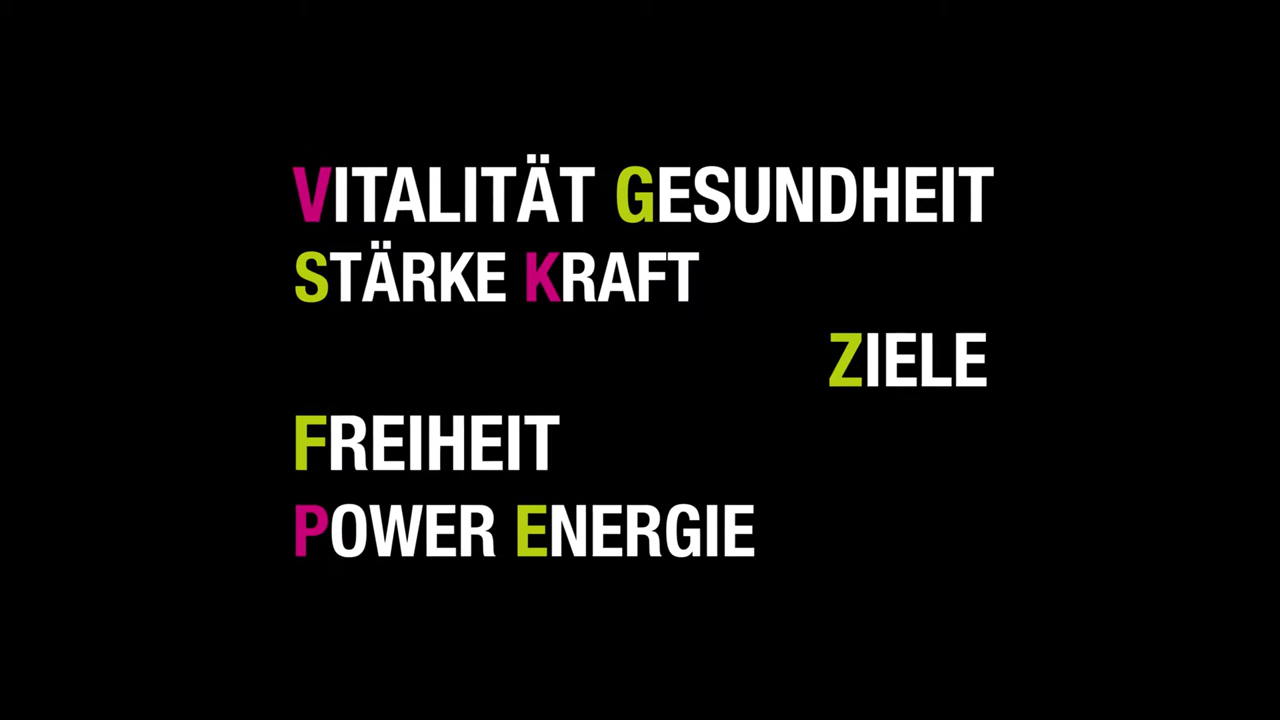 VITALITÄT GESUNDHEIT
STÄRKE KRAFT
ZIELE
FREIHEIT
POWER ENERGIE